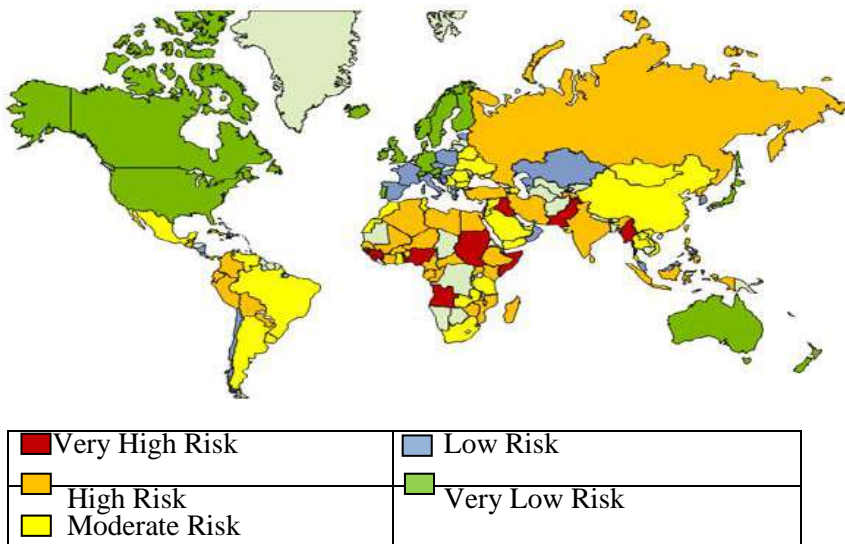 Very High Risk
Low Risk
High Risk
Very Low Risk
Moderate Risk